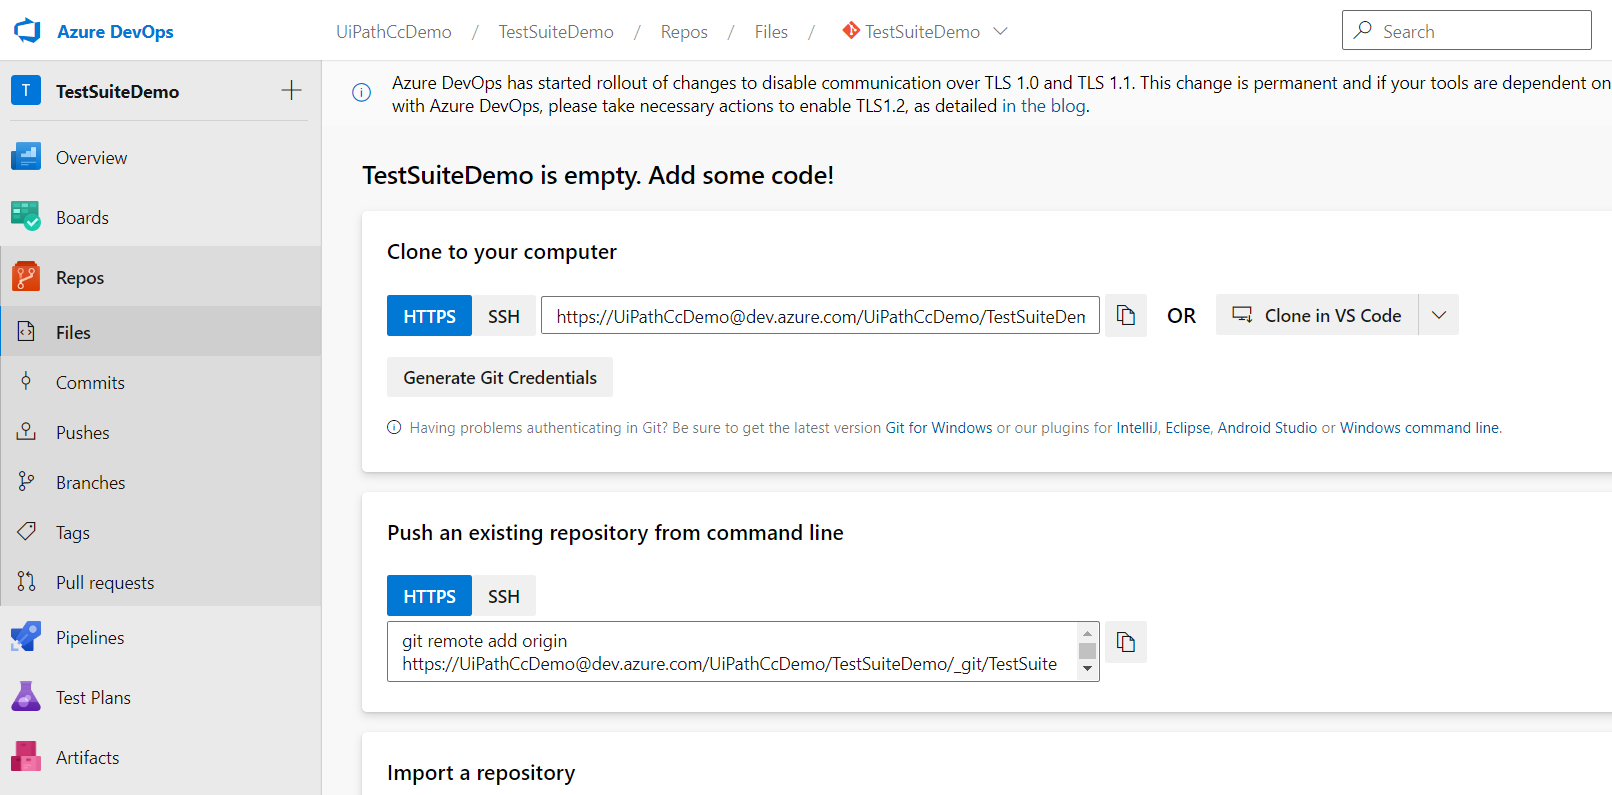 Azure DevOps
UiPathCcDemo / TestSuiteDemo / Repos / Files / TestSuiteDemo
Search
T TestSuiteDemo
Azure DevOps has started rollout of changes to disable communication over TLS 1.0 and TLS 1.1. This change is permanent and if your tools are dependent on
with Azure DevOps, please take necessary actions to enable TLS1.2, as detailed in the blog.
Overview
Boards
Repos
Files
Commits
Pushes
Branches
Tags
Pull requests
Pipelines
Test Plans
Artifacts
TestSuiteDemo is empty. Add some code!
Clone to your computer
HTTPS SSH https://UiPathCcDemo@dev.azure.com/UiPathCcDemo/TestSuiteDem OR Clone in VS Code
Generate Git Credentials
Having problems authenticating in Git? Be sure to get the latest version Git for Windows or our plugins for IntelliJ, Eclipse, Android Studio or Windows command line.
Push an existing repository from command line
HTTPS SSH
git remote add origin
https://UiPathCcDemo@dev.azure.com/UiPathCcDemo/TestSuiteDemo/_git/TestSuite
Import a repository